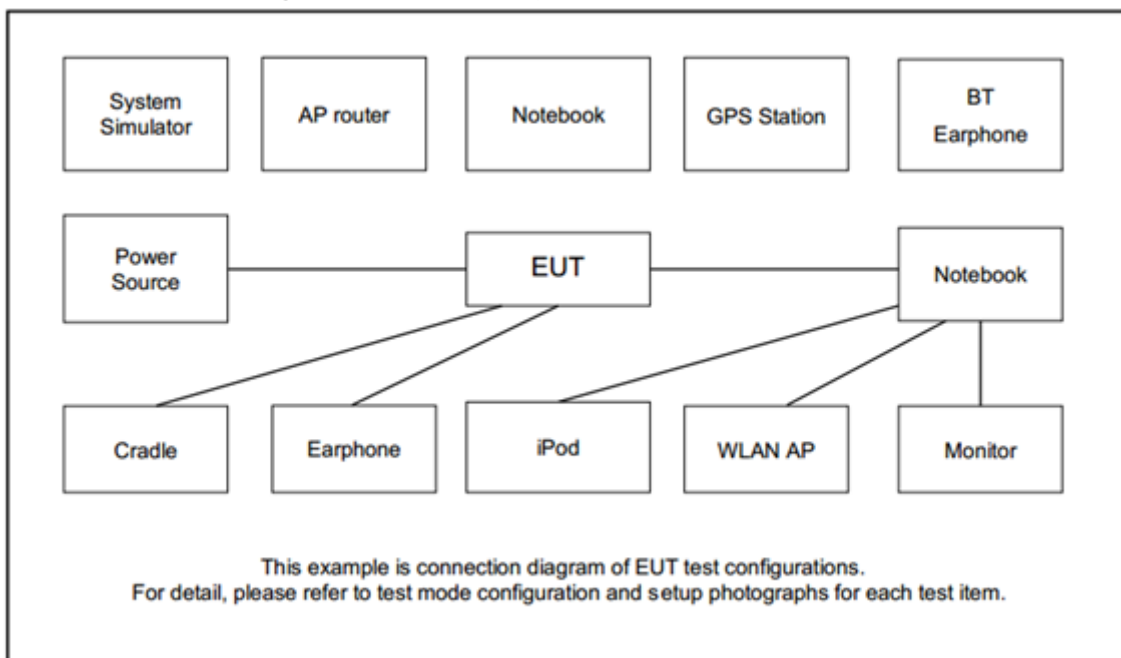 System
Simulator
AP router
Notebook
GPS Station
BT
Earphone
Power
Source
EUT
Notebook
Cradle
Earphone
iPod
WLAN AP
Monitor
This example is connection diagram of EUT test configurations.
For detail, please refer to test mode configuration and setup photographs for each test item.